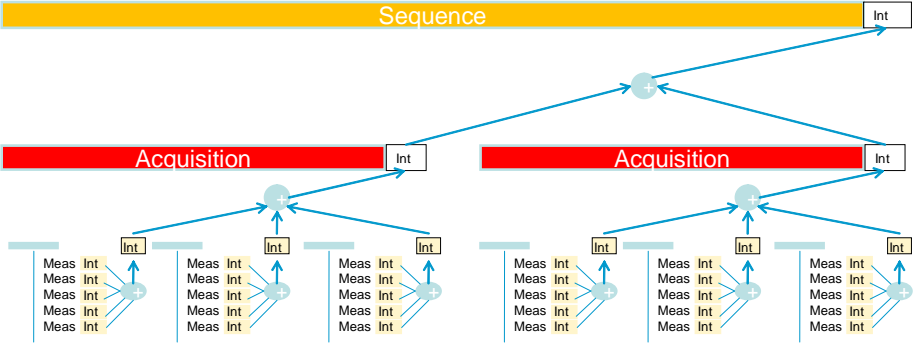 Sequence Int
+
Acquisition Int Acquisition Int
+ +
Int Int Int Int Int Int
Meas Int Meas Int Meas Int Meas Int Meas Int Meas Int
Meas Int Meas Int Meas Int Meas Int Meas Int Meas Int
Meas Int + Meas Int + Meas Int + Meas Int + Meas Int + Meas Int +
Meas Int Meas Int Meas Int Meas Int Meas Int Meas Int
Meas Int Meas Int Meas Int Meas Int Meas Int Meas Int